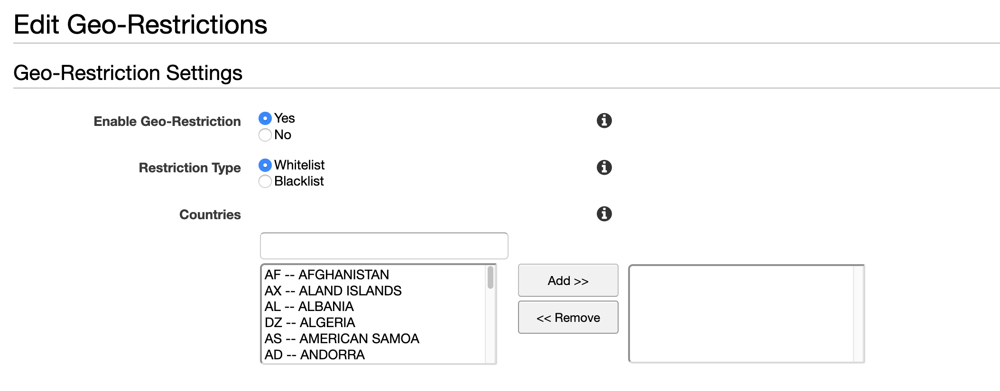 Edit Geo-Restrictions
Geo-Restriction Settings
Enable Geo-Restriction
Yes
No
Restriction Type
Whitelist
Blacklist
Countries
AF -- AFGHANISTAN
AX -- ALAND ISLANDS
AL -- ALBANIA
DZ -- ALGERIA
AS -- AMERICAN SAMOA
AD -- ANDORRA
Add >>
<< Remove